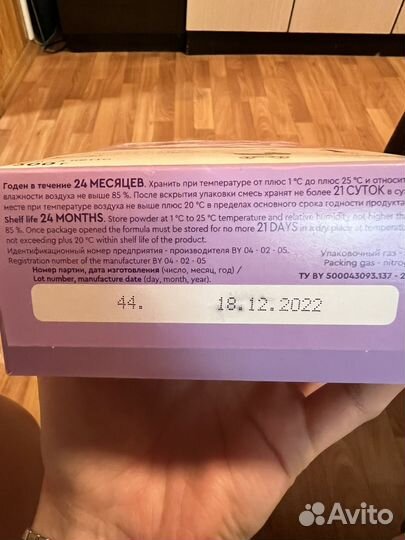 Годен в течение 24 МЕСЯЦЕВ. Хранить при температуре от плюс 1 °С до плюс 25 °С и относит
влажности воздуха не выше 85 %. После вскрытия упаковки смесь хранят не более 21 СУТОК в су
месте при температуре воздуха не выше плюс 20 °С в пределах основного срока годности продукта
Shelf life 24 MONTHS. Store powder at 1 °C to 25 °C temperature and relative humidity not higher tha
85 %. Once package opened the formula must be stored for no more 21 DAYS in a dry place at temperatu
not exceeding plus 20 °C within shelf life of the product.
Идентификационный номер предприятия - производителя BY 04 - 02 - 05.
Упаковочный газ -
Registration number of the manufacturer BY 04 - 02 - 05
Packing gas - nitrog
Номер партии, дата изготовления (число, месяц, год) /
ТУ BY 500043093.137 - 2
Lot number, manufacture date (day, month, year).
44. 18.12.2022
Avito